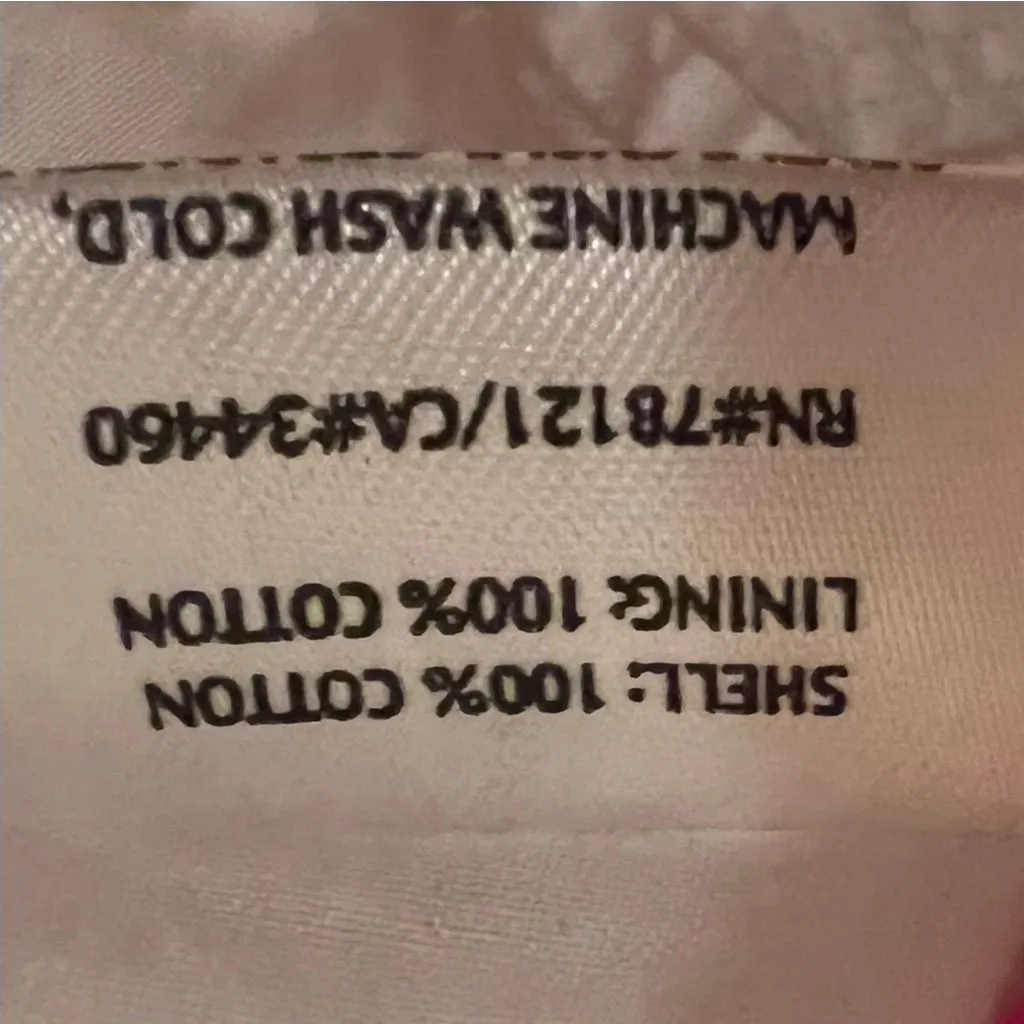 SHELL: 100% COTTON
LINING: 100% COTTON
RN#78121/CA#34460
MACHINE WASH COLD,